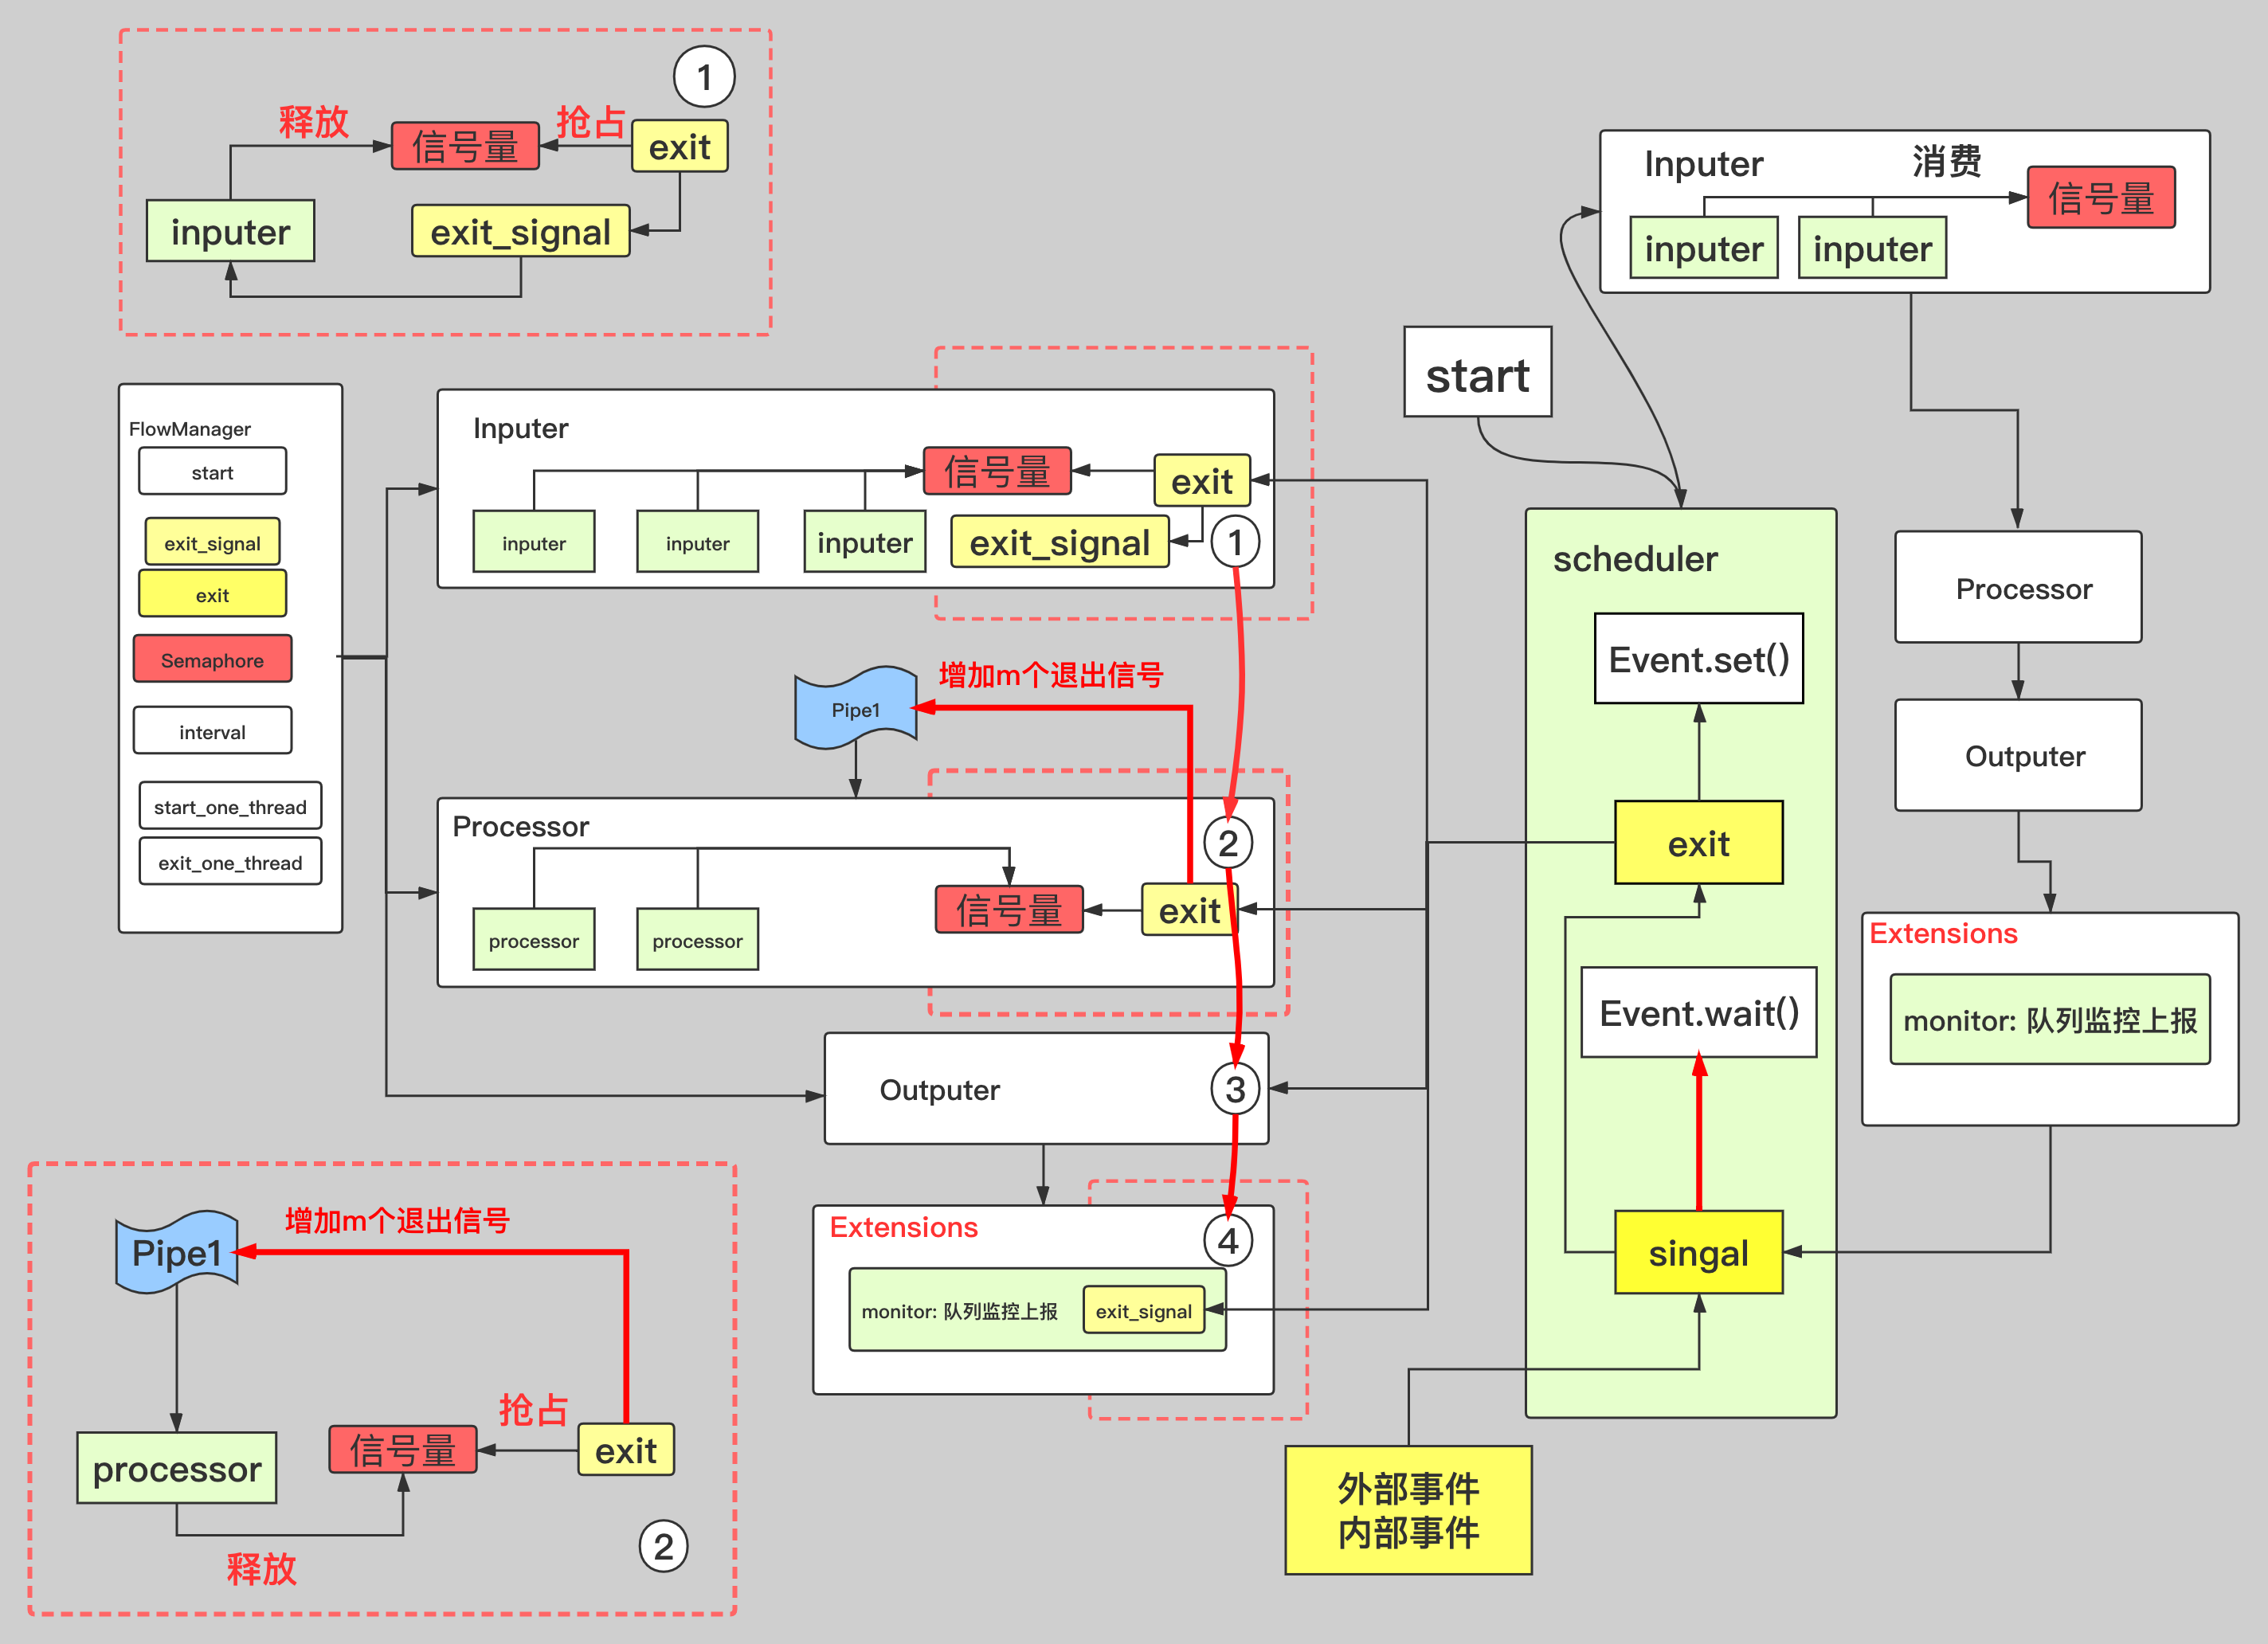 1
释放
信号量
抢占
exit
inputer
exit_signal
Inputer
消费
信号量
inputer
inputer
start
FlowManager
start
exit_signal
exit
Semaphore
interval
start_one_thread
exit_one_thread
Inputer
信号量
exit
inputer
inputer
inputer
exit_signal
1
增加m个退出信号
Pipe1
Processor
2
信号量
exit
processor
processor
Outputer
3
Extensions
4
monitor: 队列监控上报
exit_signal
scheduler
Event.set()
exit
Event.wait()
singal
Processor
Outputer
Extensions
monitor: 队列监控上报
外部事件
内部事件
增加m个退出信号
Pipe1
抢占
信号量
exit
processor
释放
2